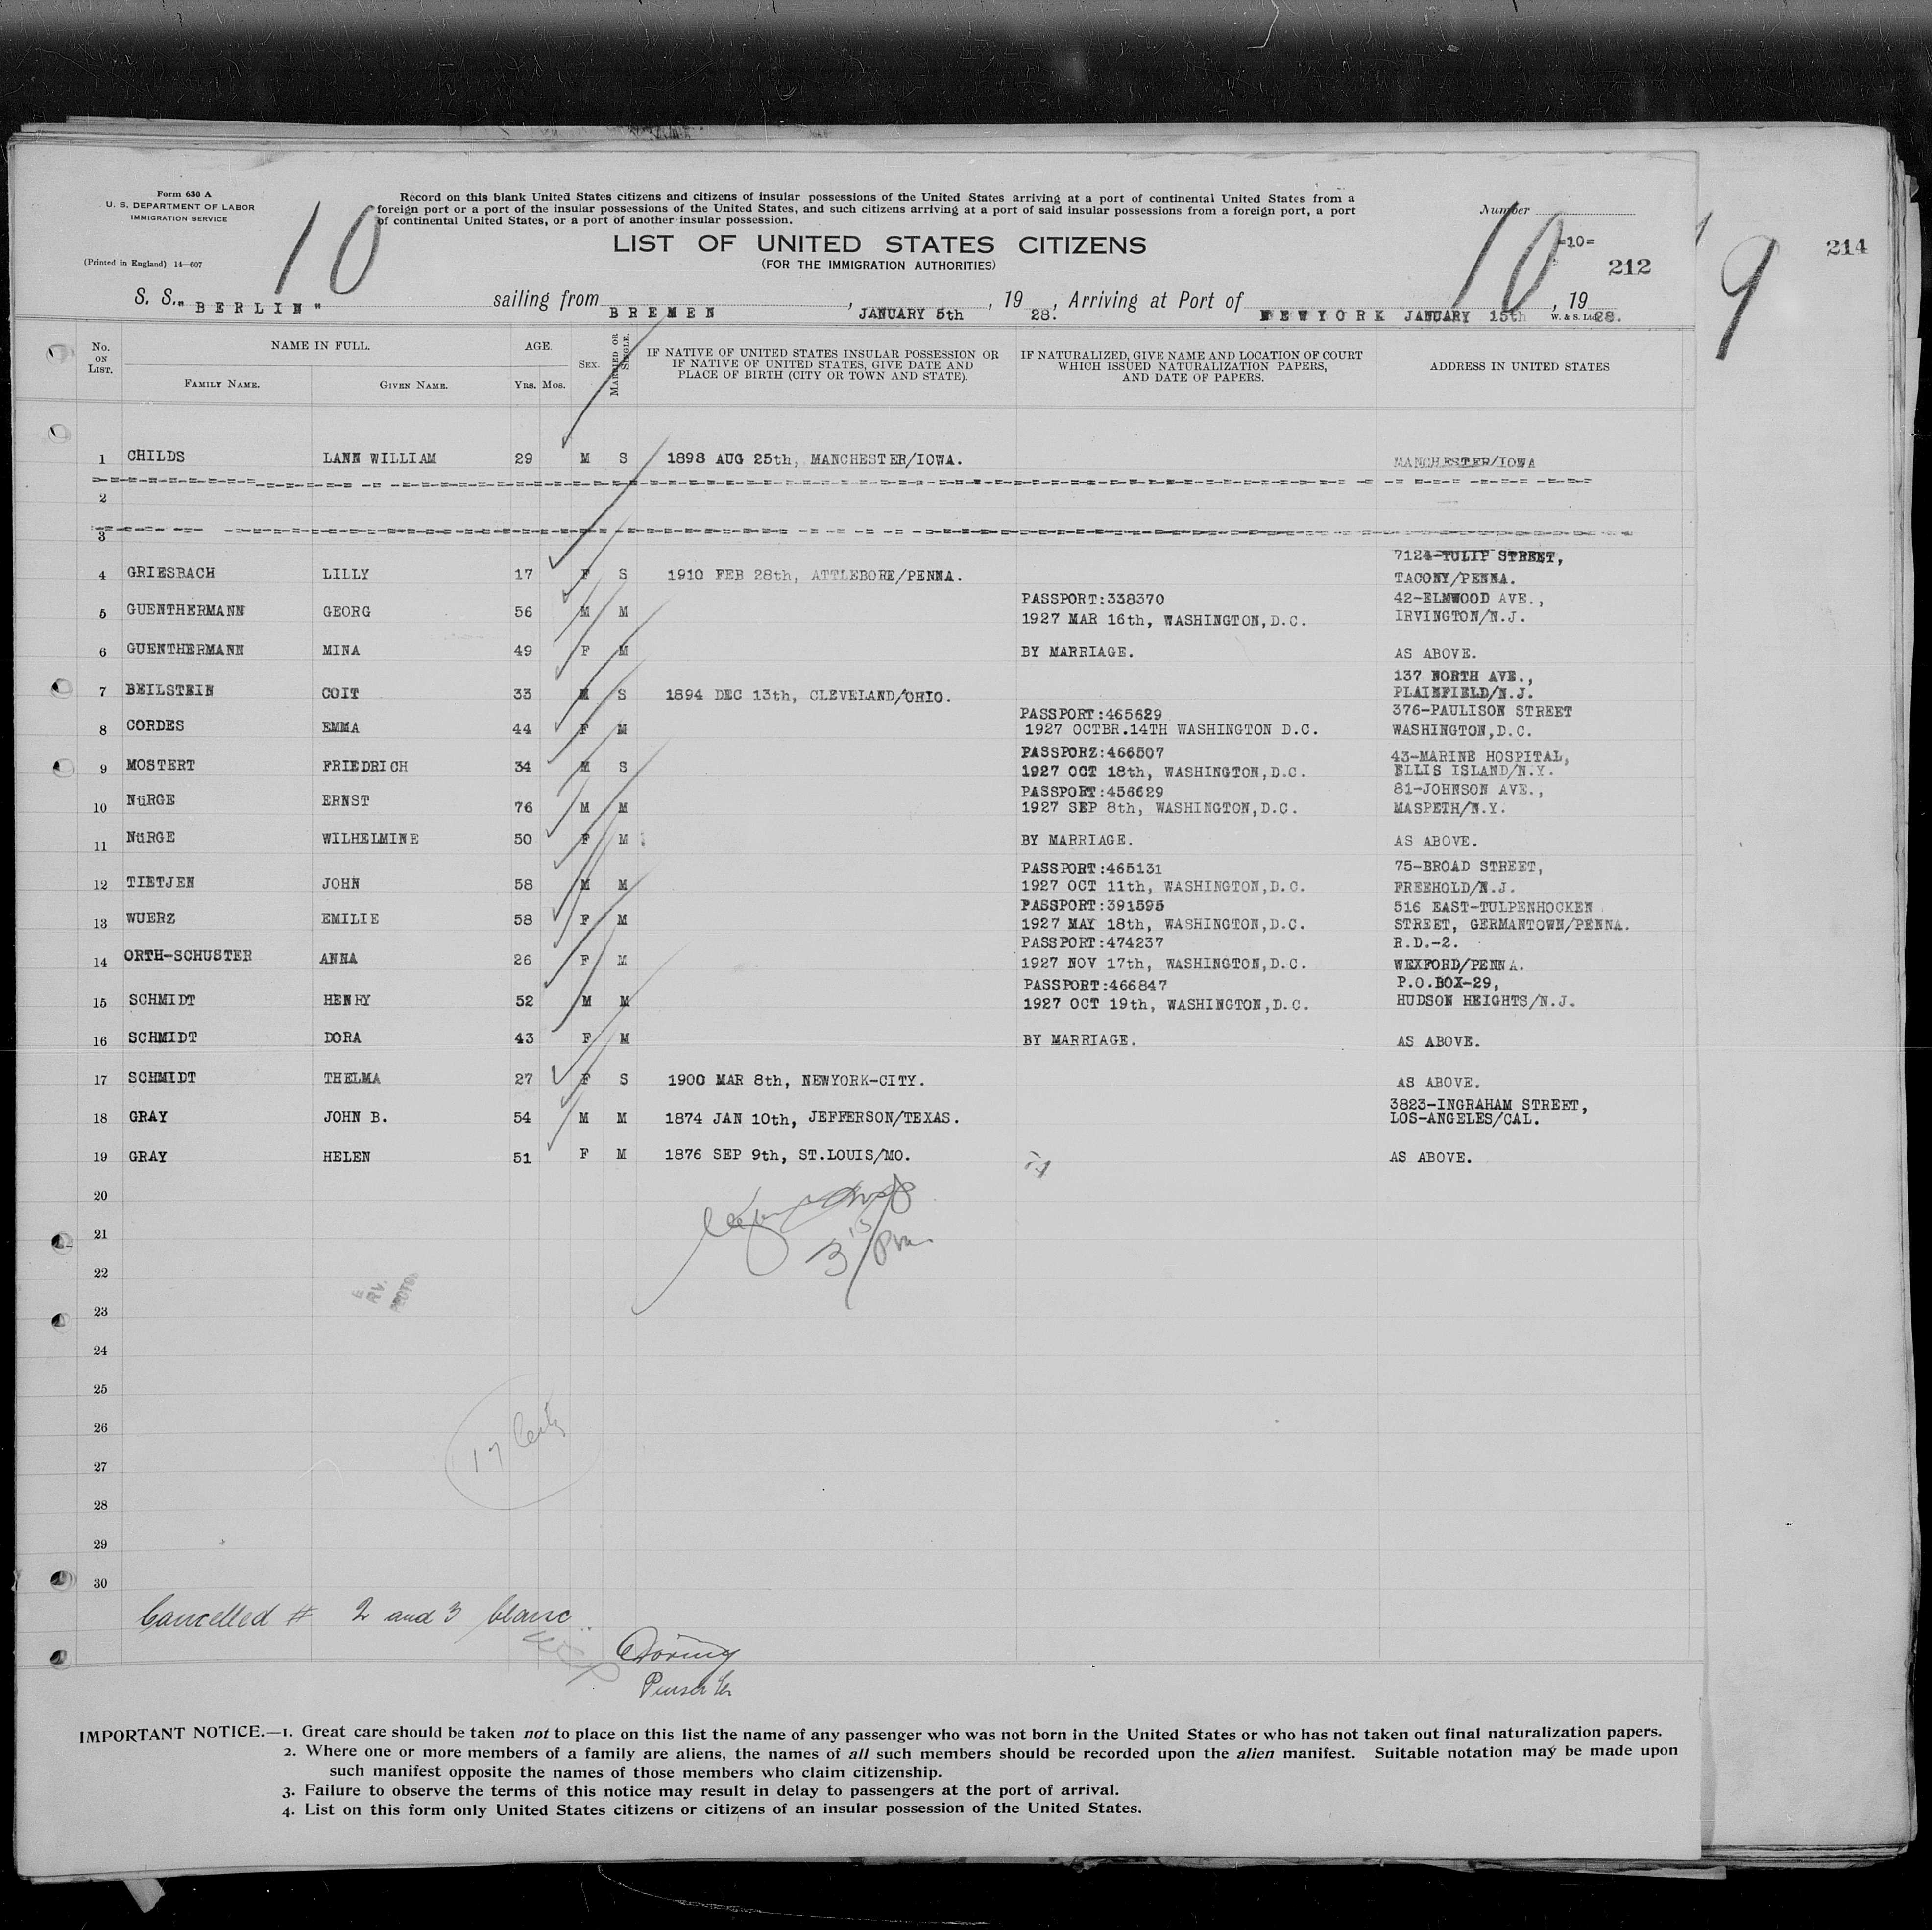 Form 630 A
U. S. DEPARTMENT OF LABOR
IMMIGRATION SERVICE
(Printed in England) 14—607
10
Record on this blank United States citizens and citizens of insular possessions of the United States arriving at a port of continental United States from a
foreign port or a port of the insular possessions of the United States, and such citizens arriving at a port of said insular possessions from a foreign port, a port
of continental United States, or a port of another insular possession.
LIST OF UNITED STATES CITIZENS
(FOR THE IMMIGRATION AUTHORITIES)
Number
=10=
10
212
9
214
S. S. "BERLIN" sailing from BREMEN, JANUARY 5th, 1928., Arriving at Port of NEWYORK JANUARY 15th, 1928.
W. & S. Ltd.
No. ON LIST. NAME IN FULL. AGE. SEX. MARRIED OR SINGLE. IF NATIVE OF UNITED STATES INSULAR POSSESSION OR IF NATIVE OF UNITED STATES, GIVE DATE AND PLACE OF BIRTH (CITY OR TOWN AND STATE). IF NATURALIZED, GIVE NAME AND LOCATION OF COURT WHICH ISSUED NATURALIZATION PAPERS, AND DATE OF PAPERS. ADDRESS IN UNITED STATES
FAMILY NAME. GIVEN NAME. YRS. MOS.
1 CHILDS LANN WILLIAM 29 M S 1898 AUG 25th, MANCHESTER/IOWA. MANCHESTER/IOWA
2
3
7124-TULIP STREET,
4 GRIESBACH LILLY 17 F S 1910 FEB 28th, ATTLEBORE/PENNA. TACONY/PENNA.
PASSPORT:338370 42-ELMWOOD AVE.,
5 GUENTHERMANN GEORG 56 M M 1927 MAR 16th, WASHINGTON,D.C. IRVINGTON/N.J.
6 GUENTHERMANN MINA 49 F M BY MARRIAGE. AS ABOVE.
137 NORTH AVE.,
7 BEILSTEIN COIT 33 M S 1894 DEC 13th, CLEVELAND/OHIO. PLAINFIELD/N.J.
PASSPORT:465629 376-PAULISON STREET
8 CORDES EMMA 44 F M 1927 OCTBR.14TH WASHINGTON D.C. WASHINGTON,D.C.
PASSPORZ:466507 43-MARINE HOSPITAL,
9 MOSTERT FRIEDRICH 34 M S 1927 OCT 18th, WASHINGTON,D.C. ELLIS ISLAND/N.Y.
PASSPORT:456629 81-JOHNSON AVE.,
10 NüRGE ERNST 76 M M 1927 SEP 8th, WASHINGTON,D.C. MASPETH/N.Y.
11 NüRGE WILHELMINE 50 F M BY MARRIAGE. AS ABOVE.
PASSPORT:465131 75-BROAD STREET,
12 TIETJEN JOHN 58 M M 1927 OCT 11th, WASHINGTON,D.C. FREEHOLD/N.J.
PASSPORT:391595 516 EAST-TULPENHOCKEN
13 WUERZ EMILIE 58 F M 1927 MAY 18th, WASHINGTON,D.C. STREET, GERMANTOWN/PENNA.
PASSPORT:474237 R.D.-2.
14 ORTH-SCHUSTER ANNA 26 F M 1927 NOV 17th, WASHINGTON,D.C. WEXFORD/PENNA.
PASSPORT:466847 P.O.BOX-29,
15 SCHMIDT HENRY 52 M M 1927 OCT 19th, WASHINGTON,D.C. HUDSON HEIGHTS/N.J.
16 SCHMIDT DORA 43 F M BY MARRIAGE. AS ABOVE.
17 SCHMIDT THELMA 27 F S 1900 MAR 8th, NEWYORK-CITY. AS ABOVE.
3823-INGRAHAM STREET,
18 GRAY JOHN B. 54 M M 1874 JAN 10th, JEFFERSON/TEXAS. LOS-ANGELES/CAL.
19 GRAY HELEN 51 F M 1876 SEP 9th, ST.LOUIS/MO. AS ABOVE.
20
21
22
23
24
25
26
27
28
29
30
17
Cancelled # 2 and 3 blanc
IMPORTANT NOTICE.—1. Great care should be taken not to place on this list the name of any passenger who was not born in the United States or who has not taken out final naturalization papers.
2. Where one or more members of a family are aliens, the names of all such members should be recorded upon the alien manifest. Suitable notation may be made upon
such manifest opposite the names of those members who claim citizenship.
3. Failure to observe the terms of this notice may result in delay to passengers at the port of arrival.
4. List on this form only United States citizens or citizens of an insular possession of the United States.